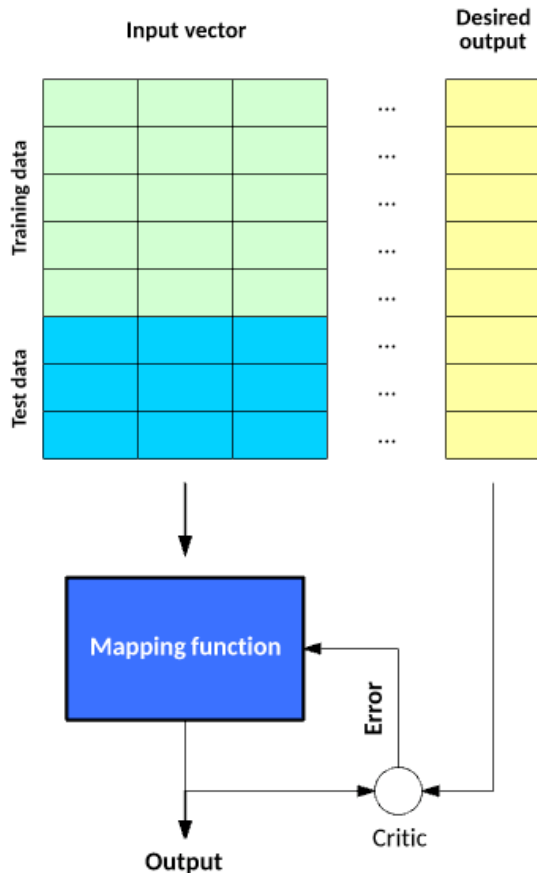 Input vector
Desired
output
Training data
...
...
...
...
...
Test data
...
...
...
Mapping function
Error
Critic
Output